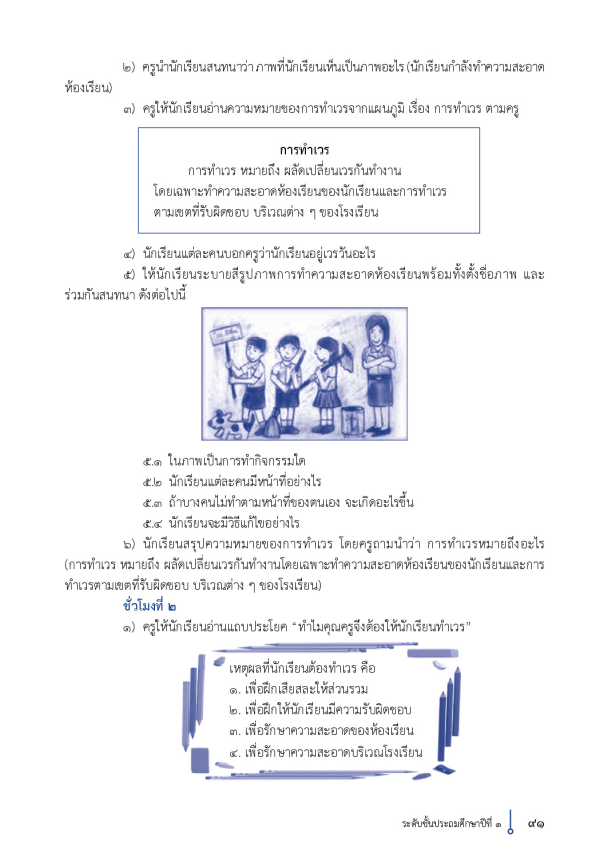 ๒) ครูนำนักเรียนสนทนาว่า ภาพที่นักเรียนเห็นเป็นภาพอะไร (นักเรียนกำลังทำความสะอาด
ห้องเรียน)
๓) ครูให้นักเรียนอ่านความหมายของการทำเวรจากแผนภูมิ เรื่อง การทำเวร ตามครู
การทำเวร
การทำเวร หมายถึง ผลัดเปลี่ยนเวรกันทำงาน
โดยเฉพาะทำความสะอาดห้องเรียนของนักเรียนและการทำเวร
ตามเขตที่รับผิดชอบ บริเวณต่าง ๆ ของโรงเรียน
๔) นักเรียนแต่ละคนบอกครูว่านักเรียนอยู่เวรวันอะไร
๕) ให้นักเรียนระบายสีรูปภาพการทำความสะอาดห้องเรียนพร้อมทั้งตั้งชื่อภาพ และ
ร่วมกันสนทนา ดังต่อไปนี้
๕.๑ ในภาพเป็นการทำกิจกรรมใด
๕.๒ นักเรียนแต่ละคนมีหน้าที่อย่างไร
๕.๓ ถ้าบางคนไม่ทำตามหน้าที่ของตนเอง จะเกิดอะไรขึ้น
๕.๔ นักเรียนจะมีวิธีแก้ไขอย่างไร
๖) นักเรียนสรุปความหมายของการทำเวร โดยครูถามนำว่า การทำเวรหมายถึงอะไร
(การทำเวร หมายถึง ผลัดเปลี่ยนเวรกันทำงานโดยเฉพาะทำความสะอาดห้องเรียนของนักเรียนและการ
ทำเวรตามเขตที่รับผิดชอบ บริเวณต่าง ๆ ของโรงเรียน)
ชั่วโมงที่ ๒
๑) ครูให้นักเรียนอ่านแถบประโยค “ทำไมคุณครูจึงต้องให้นักเรียนทำเวร”
เหตุผลที่นักเรียนต้องทำเวร คือ
๑. เพื่อฝึกเสียสละให้ส่วนรวม
๒. เพื่อฝึกให้นักเรียนมีความรับผิดชอบ
๓. เพื่อรักษาความสะอาดของห้องเรียน
๔. เพื่อรักษาความสะอาดบริเวณโรงเรียน
ระดับชั้นประถมศึกษาปีที่ ๑ ๙๑